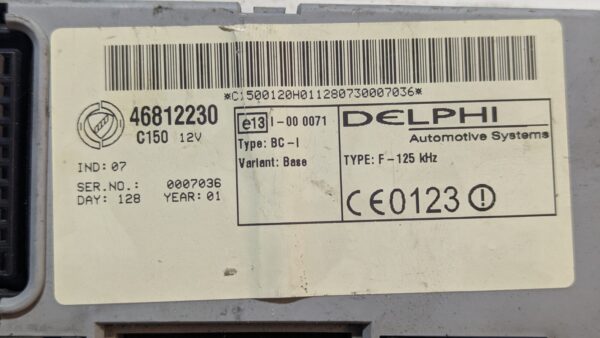 *C1500120H011280730007036*
46812230
C150 12V
IND: 07
SER.NO.: 0007036
DAY: 128 YEAR: 01
e13 I-00 0071
Type: BC-I
Variant: Base
DELPHI
Automotive Systems
TYPE: F-125 kHz
CE0123